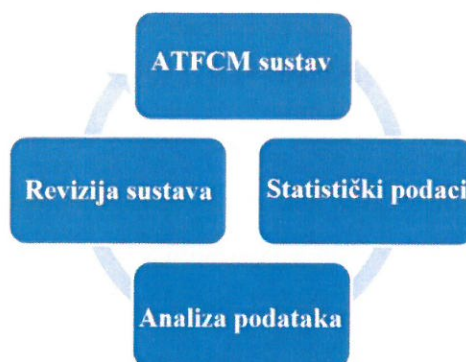 ATFCM sustav
Statistički podaci
Analiza podataka
Revizija sustava